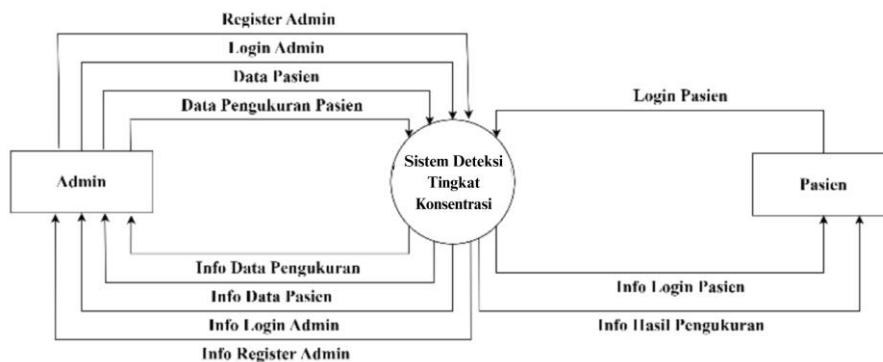 Register Admin
Login Admin
Data Pasien
Data Pengukuran Pasien
Login Pasien
Admin
Sistem Deteksi
Tingkat
Konsentrasi
Pasien
Info Data Pengukuran
Info Data Pasien
Info Login Admin
Info Register Admin
Info Login Pasien
Info Hasil Pengukuran